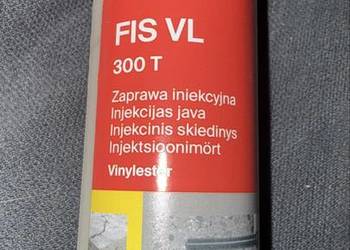 FIS VL
300 T
Zaprawa iniekcyjna
Injekcijas java
Injekcinis skiedinys
Injektsioonimört
Vinylester